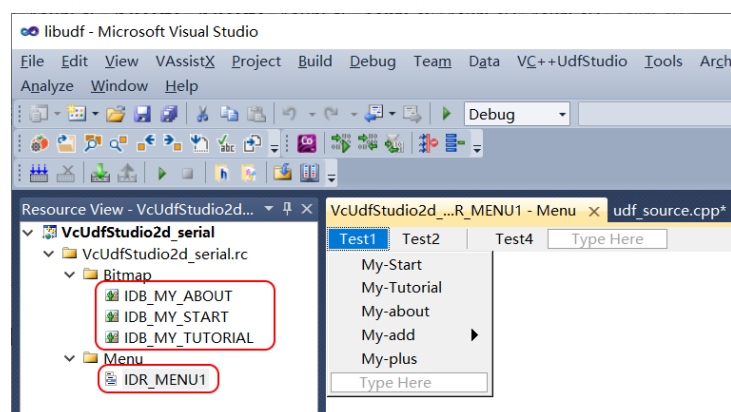 libudf - Microsoft Visual Studio
File Edit View VAssistX Project Build Debug Team Data VC++UdfStudio Tools
Analyze Window Help
Debug
abc
Resource View - VcUdfStudio2d...
VcUdfStudio2d_...R_MENU1 - Menu
udf_source.cpp*
VcUdfStudio2d_serial
Test1 Test2 Test4 Type Here
VcUdfStudio2d_serial.rc
My-Start
Bitmap
My-Tutorial
IDB_MY_ABOUT
My-about
IDB_MY_START
My-add
IDB_MY_TUTORIAL
My-plus
Menu
IDR_MENU1
Type Here